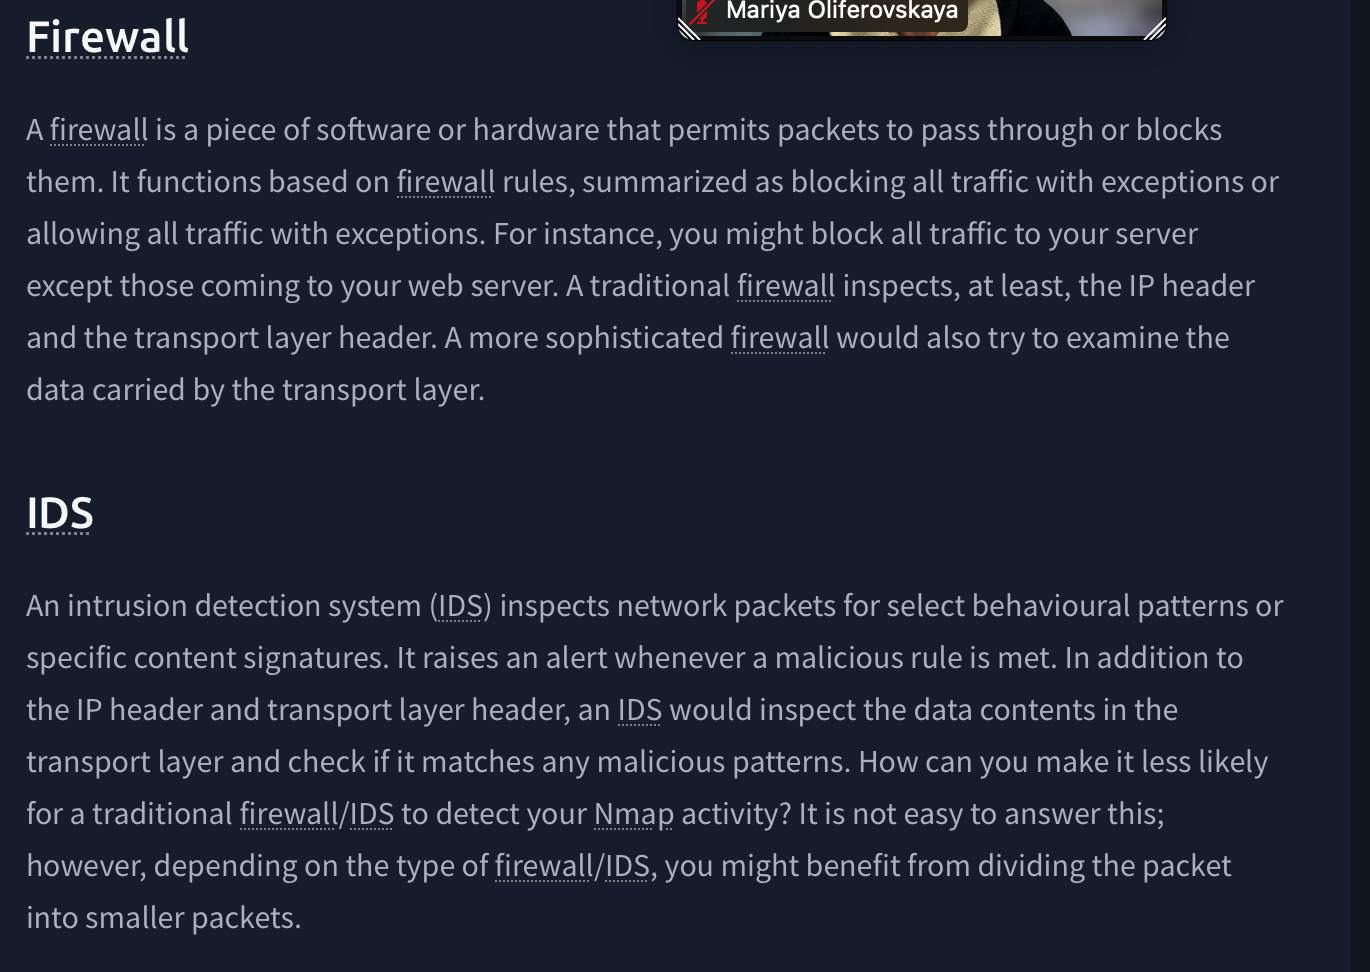 Mariya Oliferovskaya
Firewall
A firewall is a piece of software or hardware that permits packets to pass through or blocks
them. It functions based on firewall rules, summarized as blocking all traffic with exceptions or
allowing all traffic with exceptions. For instance, you might block all traffic to your server
except those coming to your web server. A traditional firewall inspects, at least, the IP header
and the transport layer header. A more sophisticated firewall would also try to examine the
data carried by the transport layer.
IDS
An intrusion detection system (IDS) inspects network packets for select behavioural patterns or
specific content signatures. It raises an alert whenever a malicious rule is met. In addition to
the IP header and transport layer header, an IDS would inspect the data contents in the
transport layer and check if it matches any malicious patterns. How can you make it less likely
for a traditional firewall/IDS to detect your Nmap activity? It is not easy to answer this;
however, depending on the type of firewall/IDS, you might benefit from dividing the packet
into smaller packets.